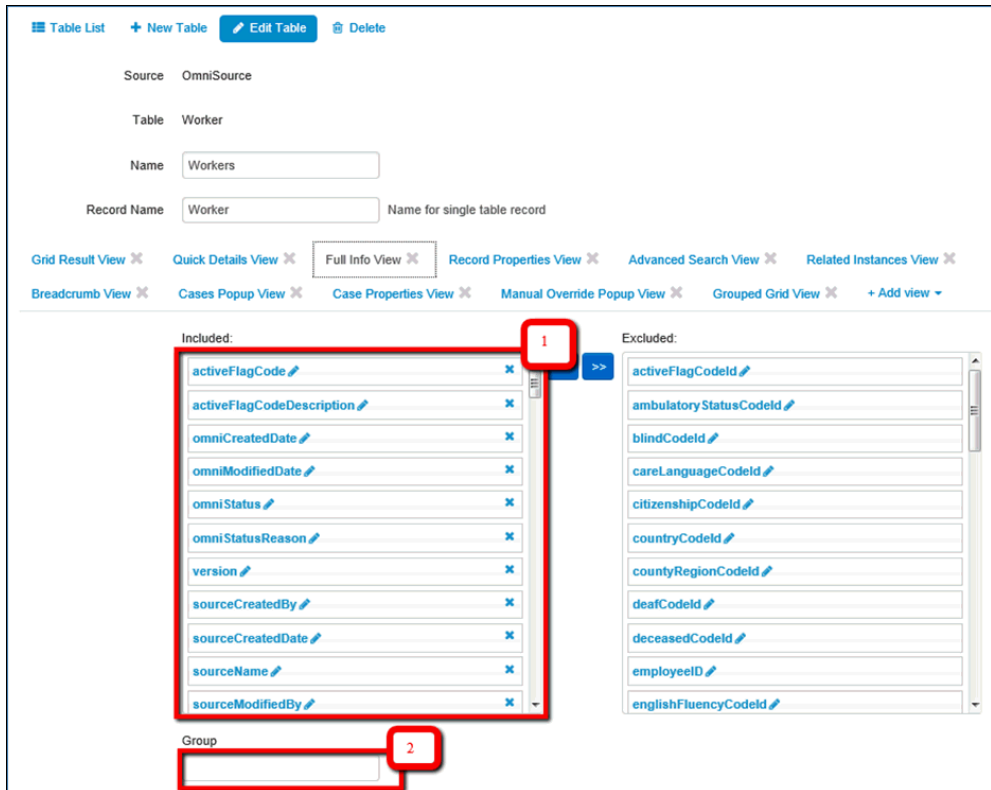 Table List + New Table Edit Table Delete
Source OmniSource
Table Worker
Name Workers
Record Name Worker Name for single table record
Grid Result View Quick Details View Full Info View Record Properties View Advanced Search View Related Instances View
Breadcrumb View Cases Popup View Case Properties View Manual Override Popup View Grouped Grid View + Add view
Included: 1 Excluded:
>>
activeFlagCode activeFlagCodeId
activeFlagCodeDescription ambulatoryStatusCodeId
omniCreatedDate blindCodeId
omniModifiedDate careLanguageCodeId
omniStatus citizenshipCodeId
omniStatusReason countryCodeId
version countyRegionCodeId
sourceCreatedBy deafCodeId
sourceCreatedDate deceasedCodeId
sourceName employeeID
sourceModifiedBy englishFluencyCodeId
Group 2